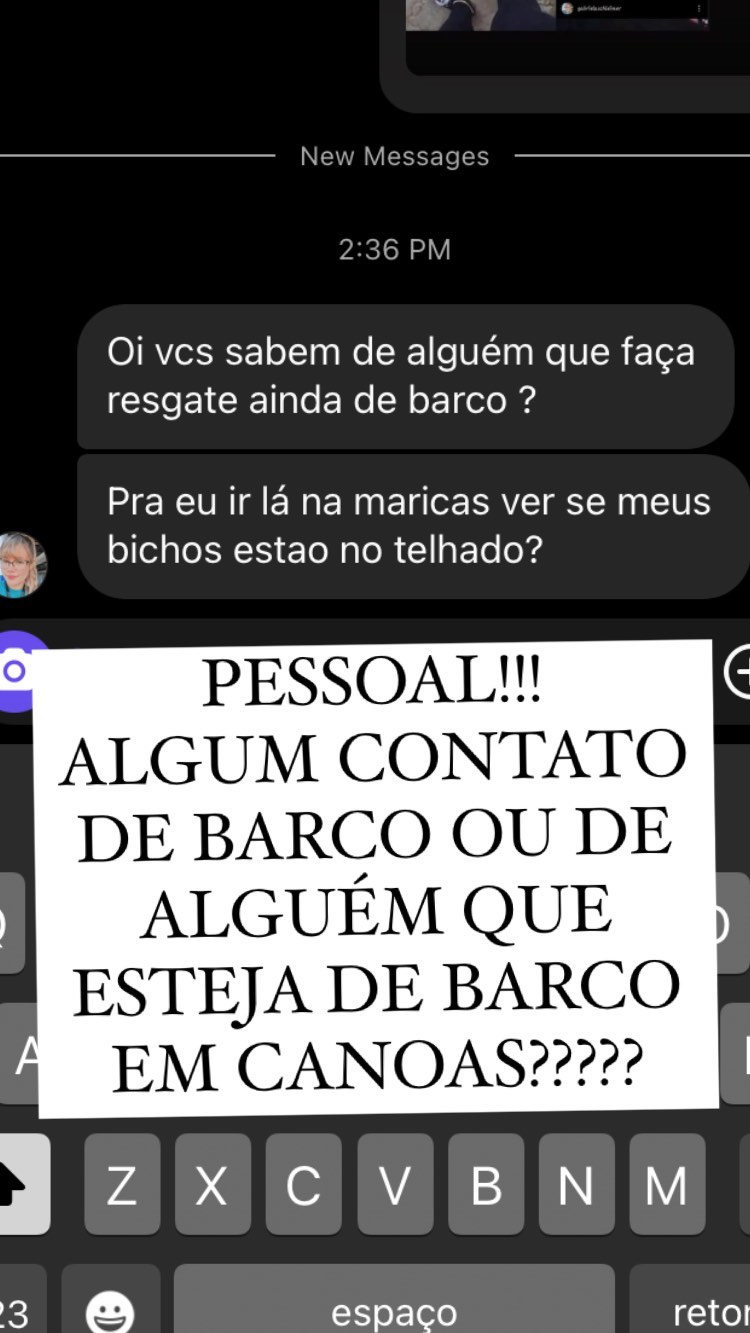 New Messages
2:36 PM
Oi vcs sabem de alguém que faça
resgate ainda de barco ?
Pra eu ir lá na maricas ver se meus
bichos estao no telhado?
PESSOAL!!!
ALGUM CONTATO
DE BARCO OU DE
ALGUÉM QUE
ESTEJA DE BARCO
EM CANOAS?????
A
Z X C V B N M
23 espaço retor